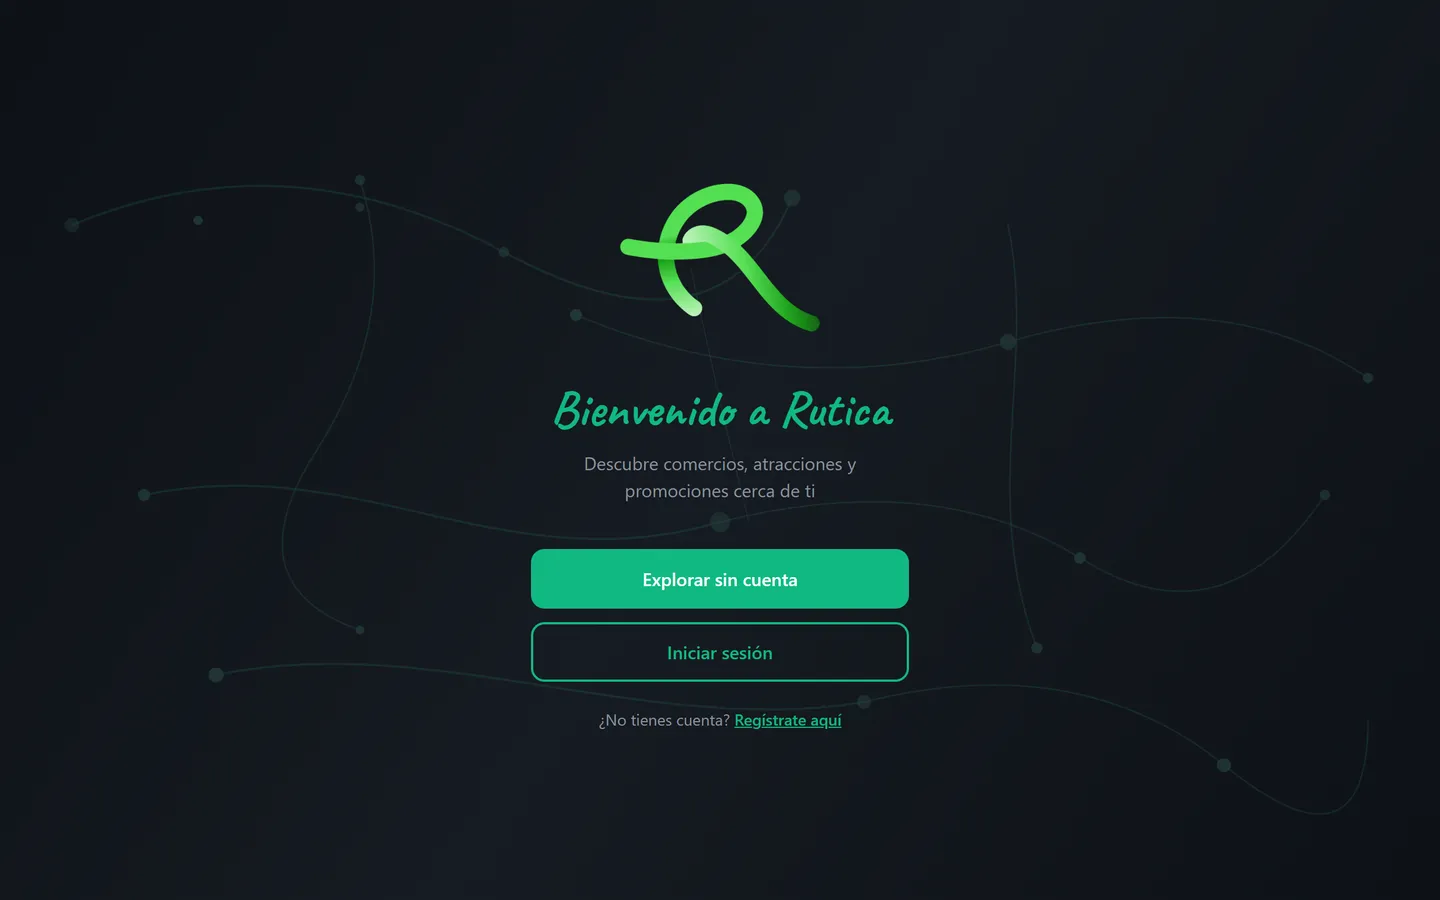 Bienvenido a Rutica
Descubre comercios, atracciones y
promociones cerca de ti
Explorar sin cuenta
Iniciar sesión
¿No tienes cuenta? Regístrate aquí